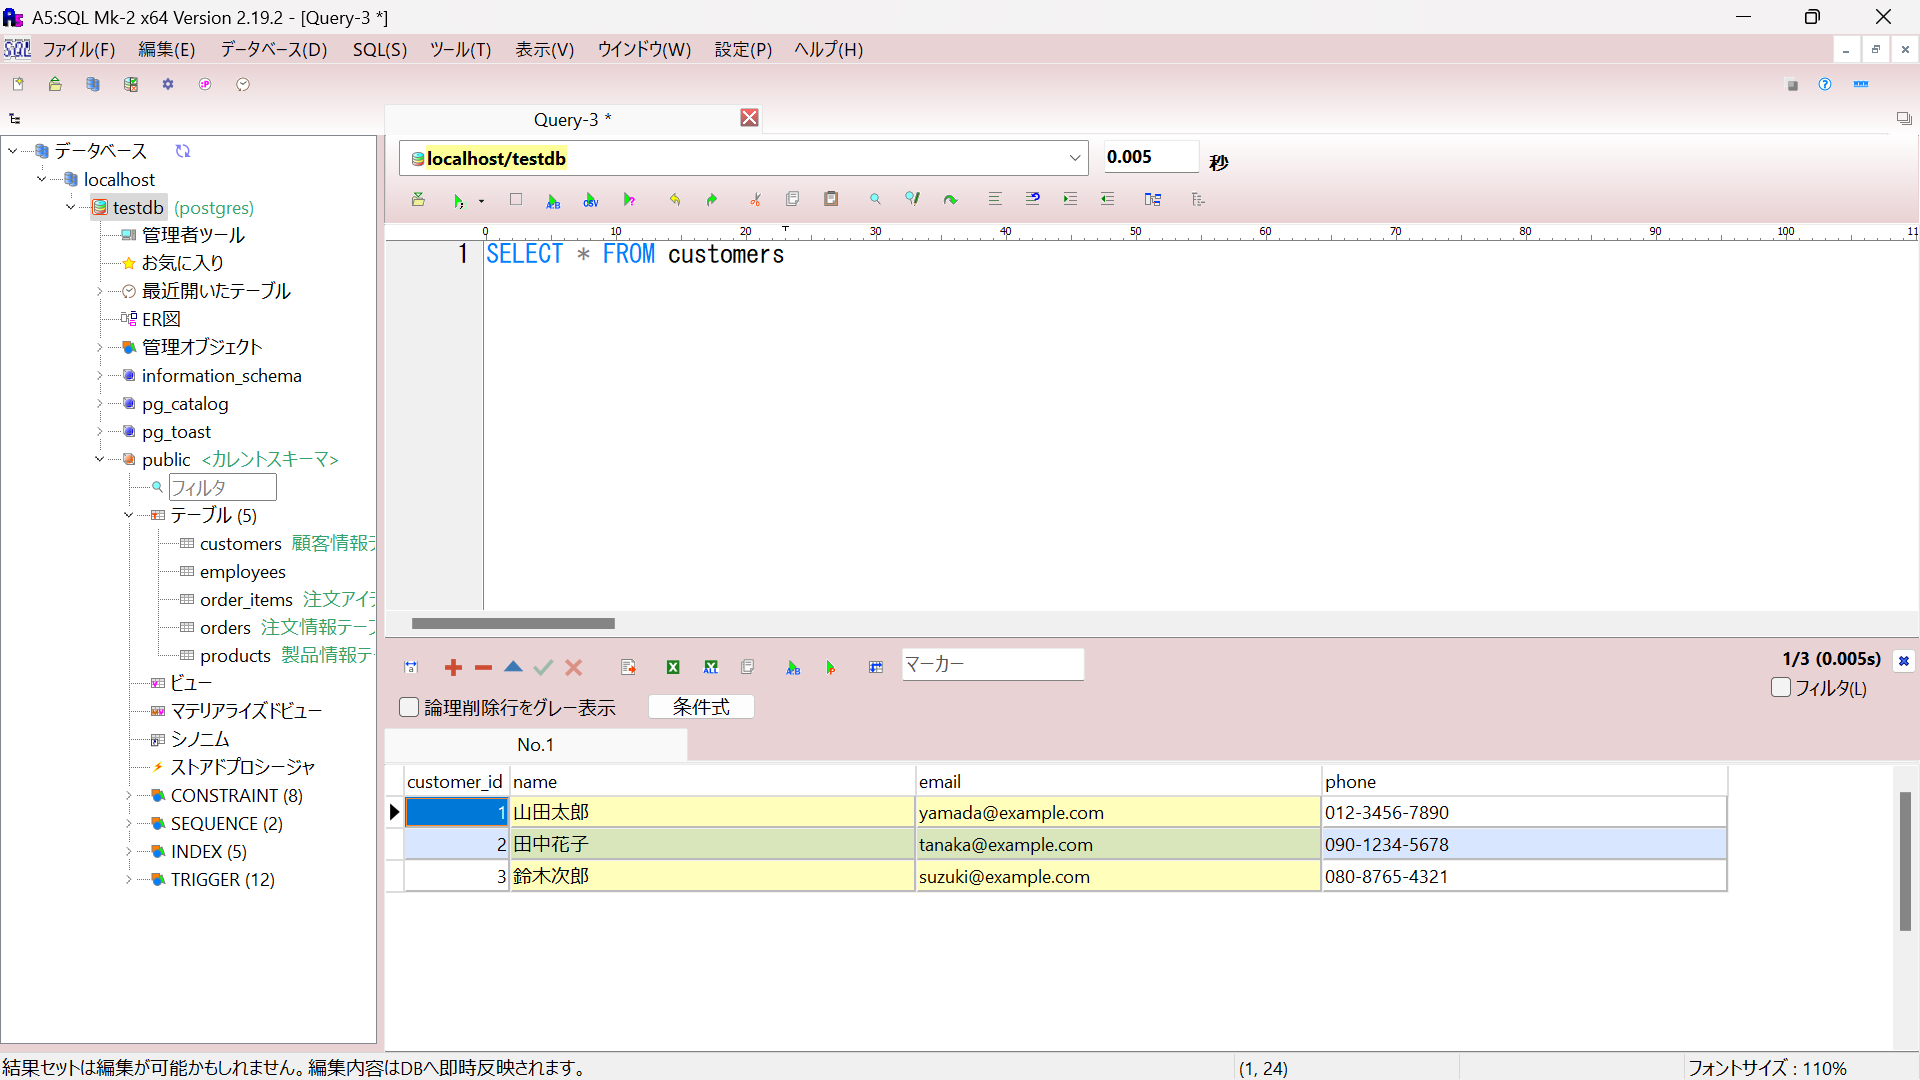 A5:SQL Mk-2 x64 Version 2.19.2 - [Query-3 *]
ファイル(F) 編集(E) データベース(D) SQL(S) ツール(T) 表示(V) ウインドウ(W) 設定(P) ヘルプ(H)
Query-3 *
データベース
localhost
testdb (postgres)
管理者ツール
お気に入り
最近開いたテーブル
ER図
管理オブジェクト
information_schema
pg_catalog
pg_toast
public <カレントスキーマ>
フィルタ
テーブル (5)
customers 顧客情報テ
employees
order_items 注文アイテ
orders 注文情報テーブ
products 製品情報テー
ビュー
マテリアライズドビュー
シノニム
ストアドプロシージャ
CONSTRAINT (8)
SEQUENCE (2)
INDEX (5)
TRIGGER (12)
localhost/testdb
0.005 秒
0 10 20 30 40 50 60 70 80 90 100 11
1 SELECT * FROM customers
マーカー
1/3 (0.005s)
フィルタ(L)
論理削除行をグレー表示 条件式
No.1
customer_id name email phone
1 山田太郎 yamada@example.com 012-3456-7890
2 田中花子 tanaka@example.com 090-1234-5678
3 鈴木次郎 suzuki@example.com 080-8765-4321
結果セットは編集が可能かもしれません。編集内容はDBへ即時反映されます。 (1, 24) フォントサイズ : 110%